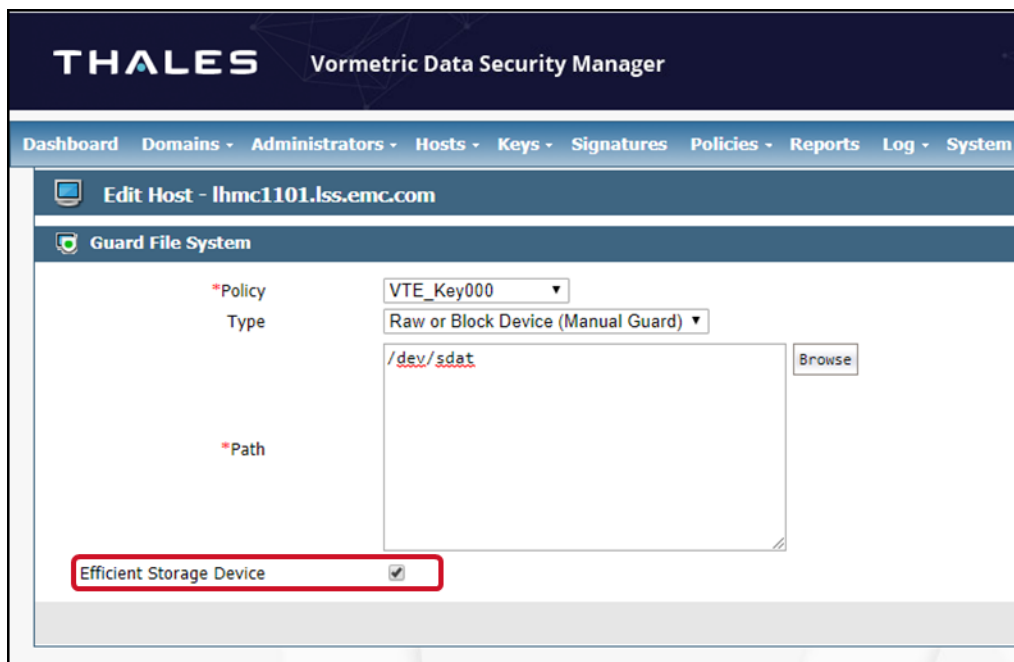 THALES Vormetric Data Security Manager
Dashboard Domains Administrators Hosts Keys Signatures Policies Reports Log System
Edit Host - lhmc1101.lss.emc.com
Guard File System
*Policy VTE_Key000
Type Raw or Block Device (Manual Guard)
/dev/sdat Browse
*Path
Efficient Storage Device